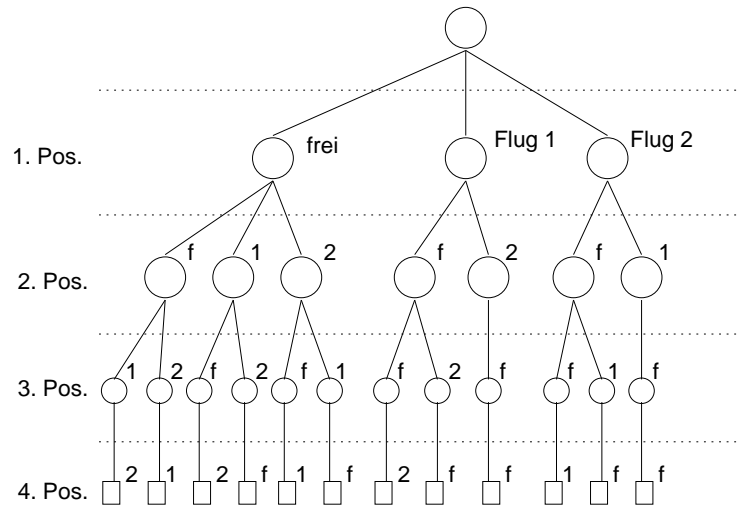 frei Flug 1 Flug 2
1. Pos.
f 1 2 f 2 f 1
2. Pos.
1 2 f 2 f 1 f 2 f f 1 f
3. Pos.
2 1 2 f 1 f 2 f f 1 f f
4. Pos.